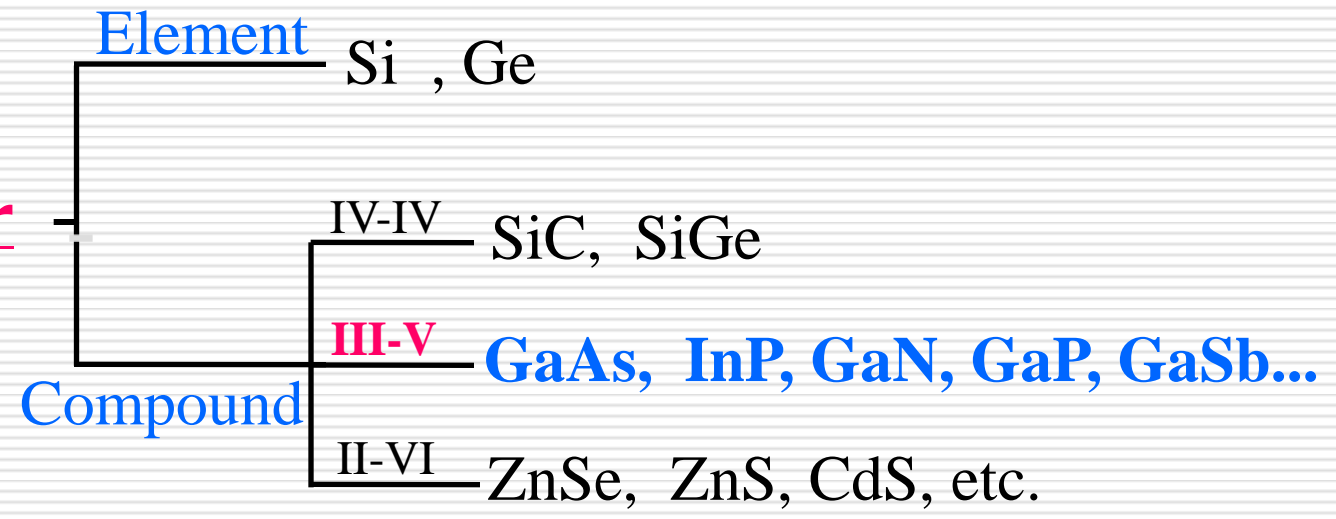 Element
Si , Ge
r
IV-IV
SiC, SiGe
III-V
GaAs, InP, GaN, GaP, GaSb...
Compound
II-VI
ZnSe, ZnS, CdS, etc.